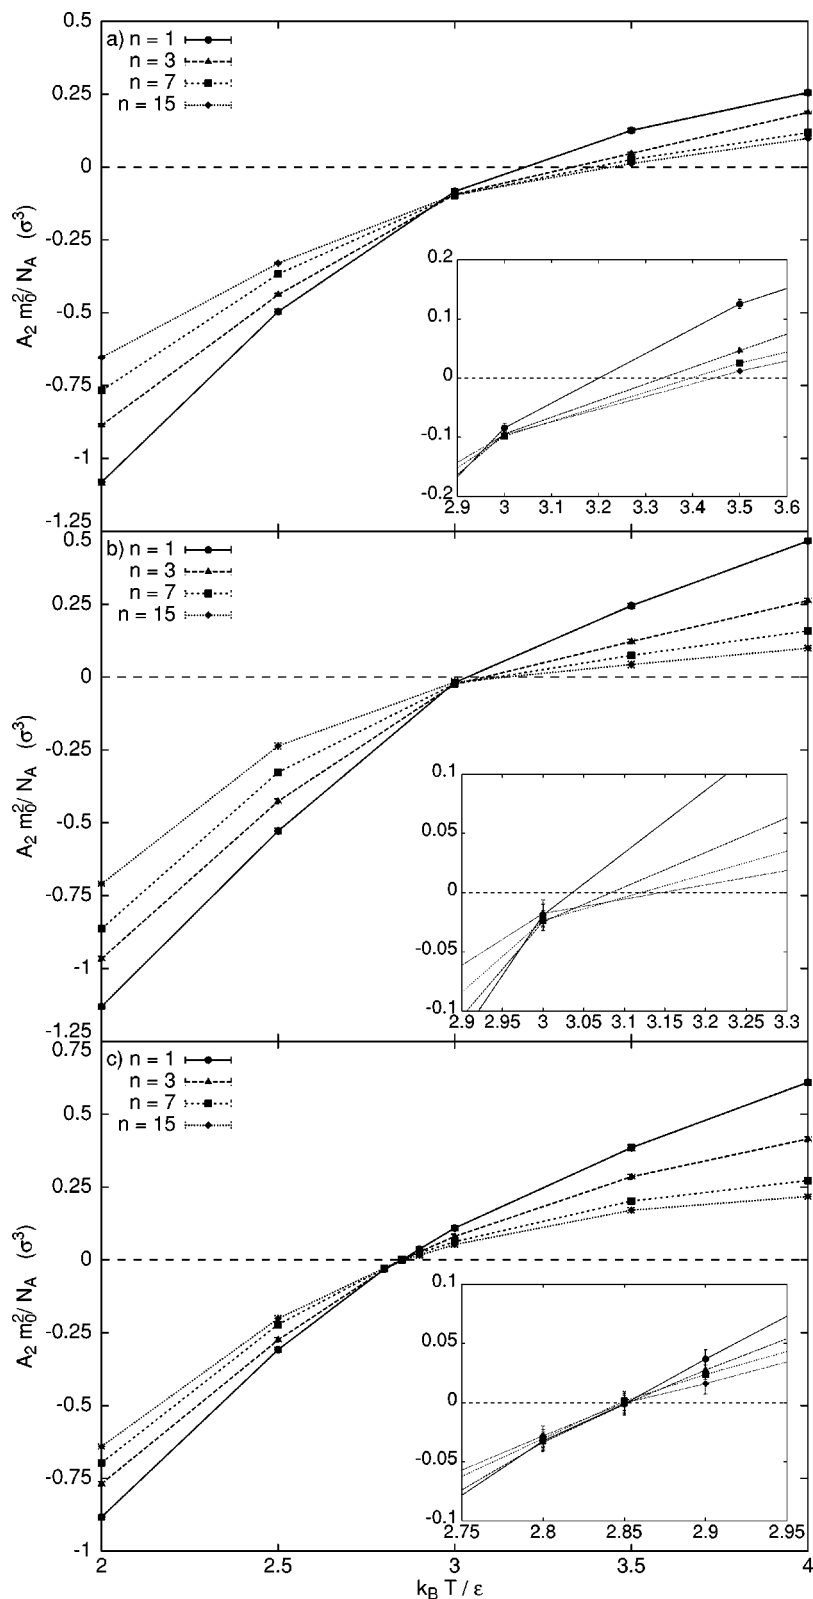 0.5
a) n = 1
n = 3
n = 7
n = 15
0.25
0
-0.25
-0.5
-0.75
-1
-1.25
A₂ m₀²/ N_A (σ³)
0.2
0.1
0
-0.1
-0.2
2.9 3 3.1 3.2 3.3 3.4 3.5 3.6
0.5
b) n = 1
n = 3
n = 7
n = 15
0.25
0
-0.25
-0.5
-0.75
-1
-1.25
A₂ m₀²/ N_A (σ³)
0.1
0.05
0
-0.05
-0.1
2.9 2.95 3 3.05 3.1 3.15 3.2 3.25 3.3
0.75
c) n = 1
n = 3
n = 7
n = 15
0.5
0.25
0
-0.25
-0.5
-0.75
-1
A₂ m₀²/ N_A (σ³)
0.1
0.05
0
-0.05
-0.1
2.75 2.8 2.85 2.9 2.95
2 2.5 3 3.5 4
k_B T / ε